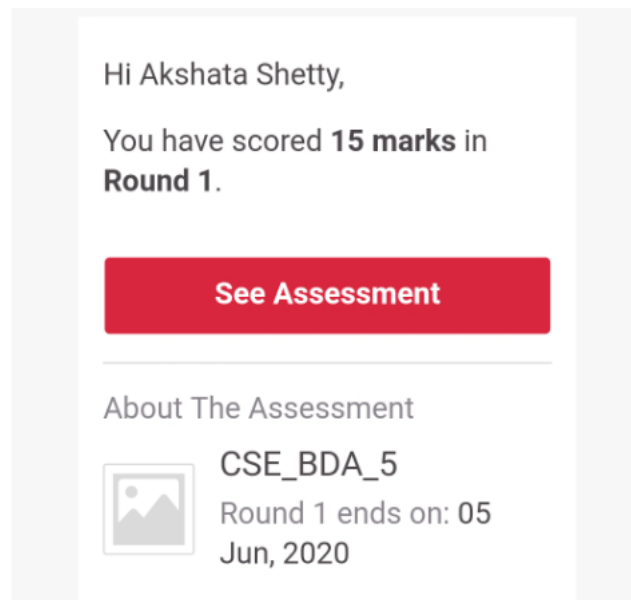 Hi Akshata Shetty,
You have scored 15 marks in
Round 1.
See Assessment
About The Assessment
CSE_BDA_5
Round 1 ends on: 05
Jun, 2020